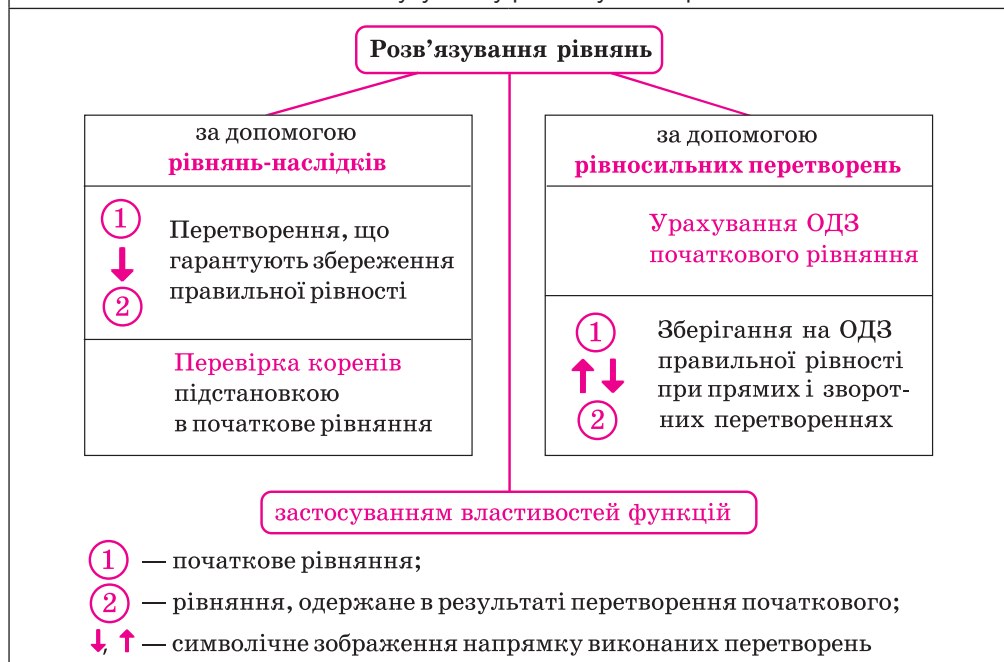 Розв’язування рівнянь
за допомогою
рівнянь-наслідків
1
2
Перетворення, що
гарантують збереження
правильної рівності
Перевірка коренів
підстановкою
в початкове рівняння
за допомогою
рівносильних перетворень
Урахування ОДЗ
початкового рівняння
1
2
Зберігання на ОДЗ
правильної рівності
при прямих і зворот-
них перетвореннях
застосуванням властивостей функцій
1 — початкове рівняння;
2 — рівняння, одержане в результаті перетворення початкового;
↓, ↑ — символічне зображення напрямку виконаних перетворень